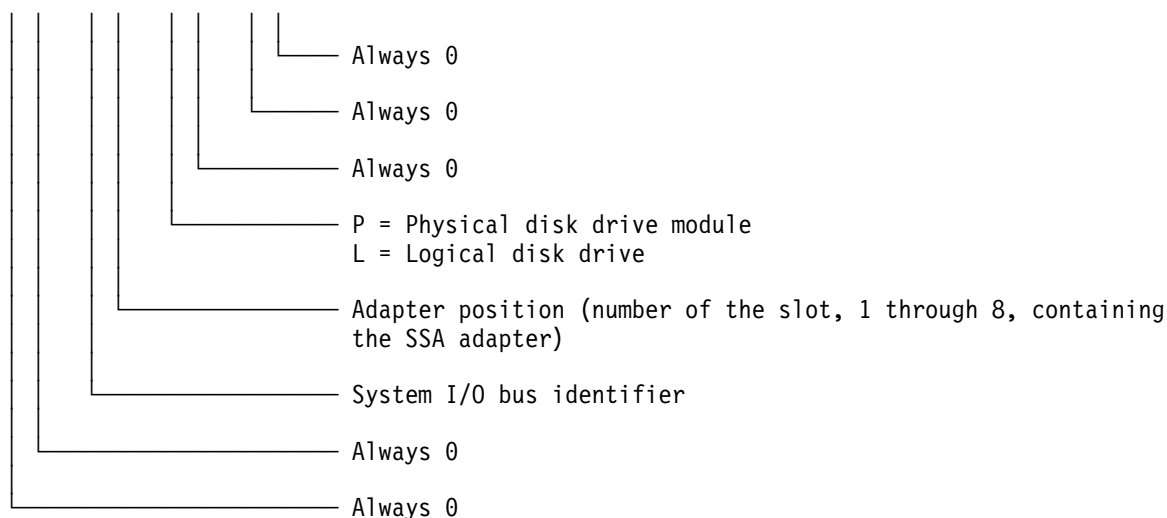 Always 0
Always 0
Always 0
P = Physical disk drive module
L = Logical disk drive
Adapter position (number of the slot, 1 through 8, containing
the SSA adapter)
System I/O bus identifier
Always 0
Always 0